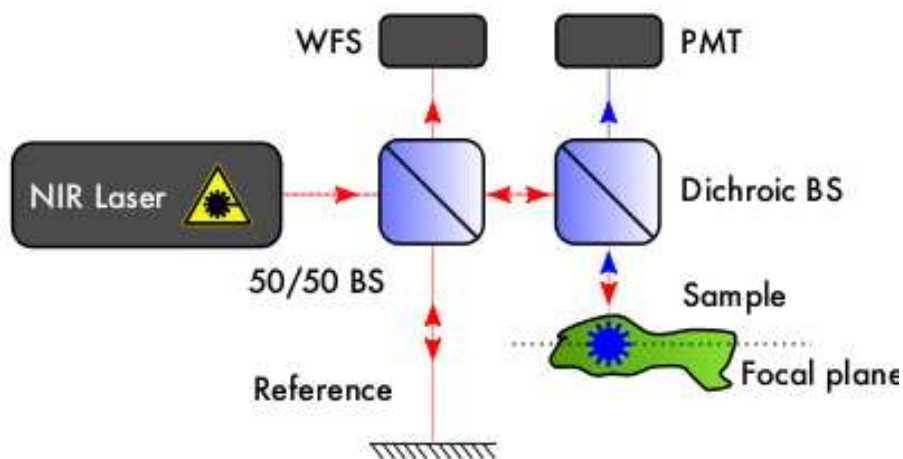 WFS
PMT
NIR Laser
Dichroic BS
50/50 BS
Sample
Focal plane
Reference